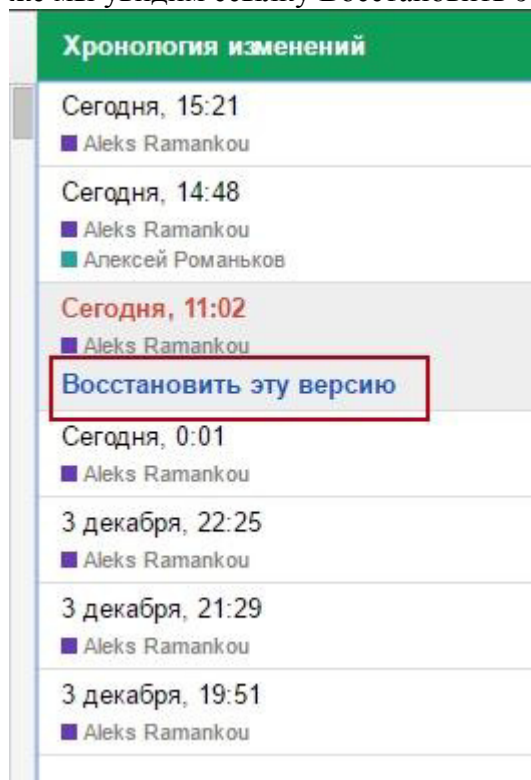 Хронология изменений
Сегодня, 15:21
Aleks Ramankou
Сегодня, 14:48
Aleks Ramankou
Алексей Романьков
Сегодня, 11:02
Aleks Ramankou
Восстановить эту версию
Сегодня, 0:01
Aleks Ramankou
3 декабря, 22:25
Aleks Ramankou
3 декабря, 21:29
Aleks Ramankou
3 декабря, 19:51
Aleks Ramankou